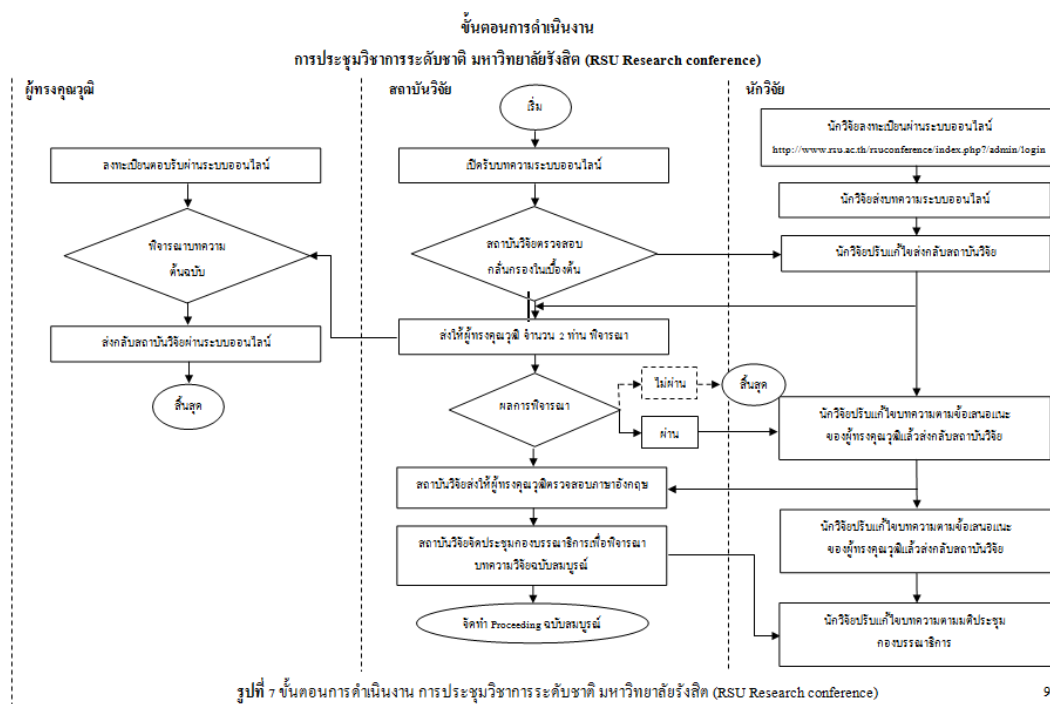 ขั้นตอนการดำเนินงาน
การประชุมวิชาการระดับชาติ มหาวิทยาลัยรังสิต (RSU Research conference)
ผู้ทรงคุณวุฒิ
สถาบันวิจัย
นักวิจัย
เริ่ม
นักวิจัยลงทะเบียนผ่านระบบออนไลน์
http://www.rsu.ac.th/rsuconference/index.php?/admin/login
ลงทะเบียนตอบรับผ่านระบบออนไลน์
เปิดรับบทความระบบออนไลน์
นักวิจัยส่งบทความระบบออนไลน์
พิจารณาบทความ
ต้นฉบับ
สถาบันวิจัยตรวจสอบ
กลั่นกรองในเบื้องต้น
นักวิจัยปรับแก้ไขส่งกลับสถาบันวิจัย
ส่งกลับสถาบันวิจัยผ่านระบบออนไลน์
ส่งให้ผู้ทรงคุณวุฒิ จำนวน 2 ท่าน พิจารณา
สิ้นสุด
ผลการพิจารณา
ไม่ผ่าน
สิ้นสุด
ผ่าน
นักวิจัยปรับแก้ไขบทความตามข้อเสนอแนะ
ของผู้ทรงคุณวุฒิแล้วส่งกลับสถาบันวิจัย
สถาบันวิจัยส่งให้ผู้ทรงคุณวุฒิตรวจสอบภาษาอังกฤษ
นักวิจัยปรับแก้ไขบทความตามข้อเสนอแนะ
ของผู้ทรงคุณวุฒิแล้วส่งกลับสถาบันวิจัย
สถาบันวิจัยจัดประชุมกองบรรณาธิการเพื่อพิจารณา
บทความวิจัยฉบับสมบูรณ์
จัดทำ Proceeding ฉบับสมบูรณ์
นักวิจัยปรับแก้ไขบทความตามมติประชุม
กองบรรณาธิการ
รูปที่ 7 ขั้นตอนการดำเนินงาน การประชุมวิชาการระดับชาติ มหาวิทยาลัยรังสิต (RSU Research conference)
9